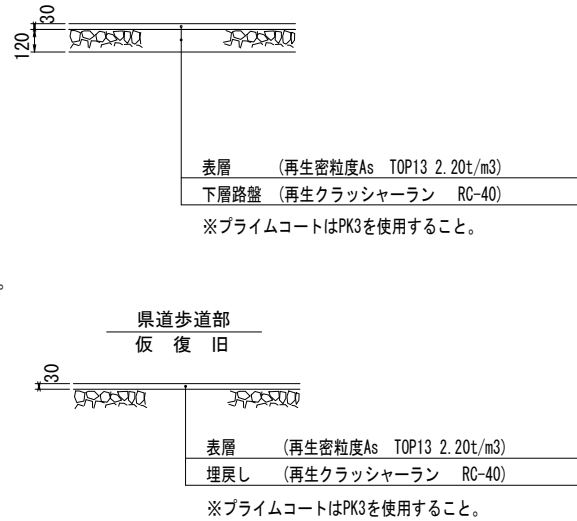 30
120
表層 (再生密粒度As TOP13 2.20t/m3)
下層路盤 (再生クラッシャーラン RC-40)
※プライムコートはPK3を使用すること。
。
県道歩道部
仮 復 旧
30
表層 (再生密粒度As TOP13 2.20t/m3)
埋戻し (再生クラッシャーラン RC-40)
※プライムコートはPK3を使用すること。